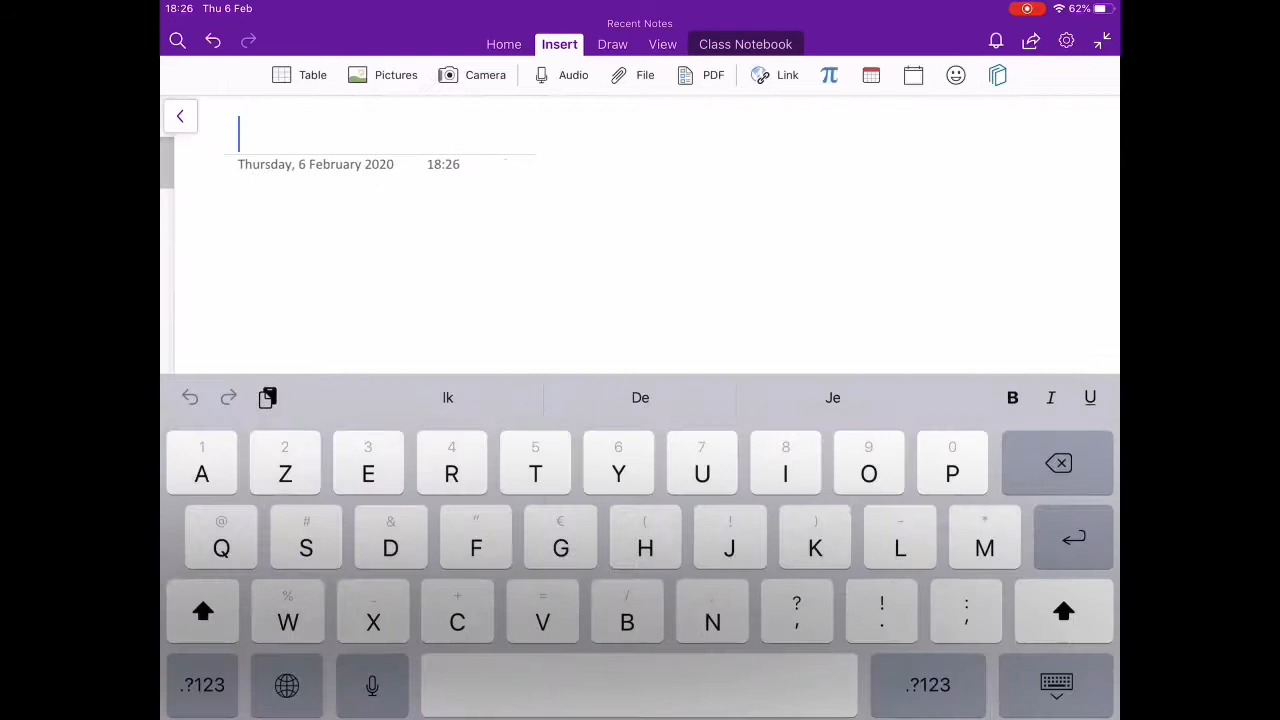 18:26 Thu 6 Feb 62%
Recent Notes
Home Insert Draw View Class Notebook
Table Pictures Camera Audio File PDF Link π
Thursday, 6 February 2020 18:26
Ik De Je B I U
1 2 3 4 5 6 7 8 9 0
A Z E R T Y U I O P
@ # & " € ( ! ) - *
Q S D F G H J K L M
% - + = / ? ! :
W X C V B N , . ;
.?123 .?123